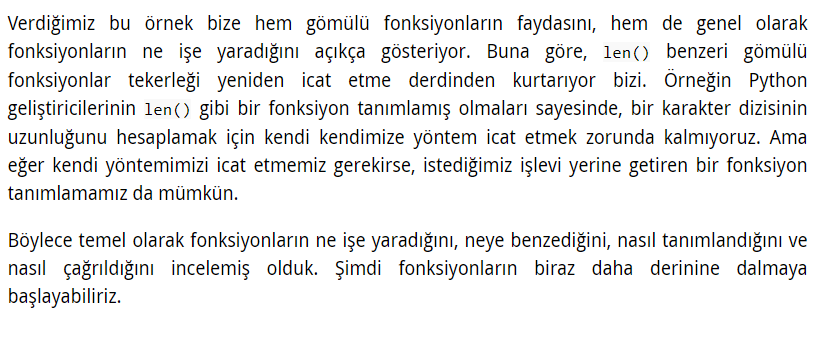 Verdiğimiz bu örnek bize hem gömülü fonksiyonların faydasını, hem de genel olarak
fonksiyonların ne işe yaradığını açıkça gösteriyor. Buna göre, len() benzeri gömülü
fonksiyonlar tekerleği yeniden icat etme derdinden kurtarıyor bizi. Örneğin Python
geliştiricilerinin len() gibi bir fonksiyon tanımlamış olmaları sayesinde, bir karakter dizisinin
uzunluğunu hesaplamak için kendi kendimize yöntem icat etmek zorunda kalmıyoruz. Ama
eğer kendi yöntemimizi icat etmemiz gerekirse, istediğimiz işlevi yerine getiren bir fonksiyon
tanımlamamız da mümkün.
Böylece temel olarak fonksiyonların ne işe yaradığını, neye benzediğini, nasıl tanımlandığını ve
nasıl çağrıldığını incelemiş olduk. Şimdi fonksiyonların biraz daha derinine dalmaya
başlayabiliriz.